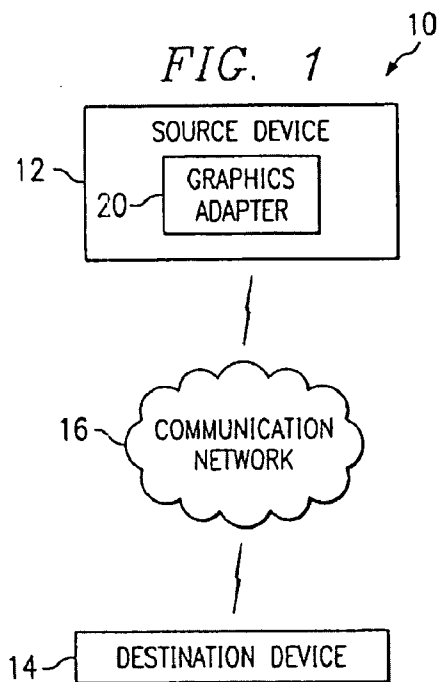 10
FIG. 1
SOURCE DEVICE
12
GRAPHICS
20
ADAPTER
16
COMMUNICATION
NETWORK
14
DESTINATION DEVICE